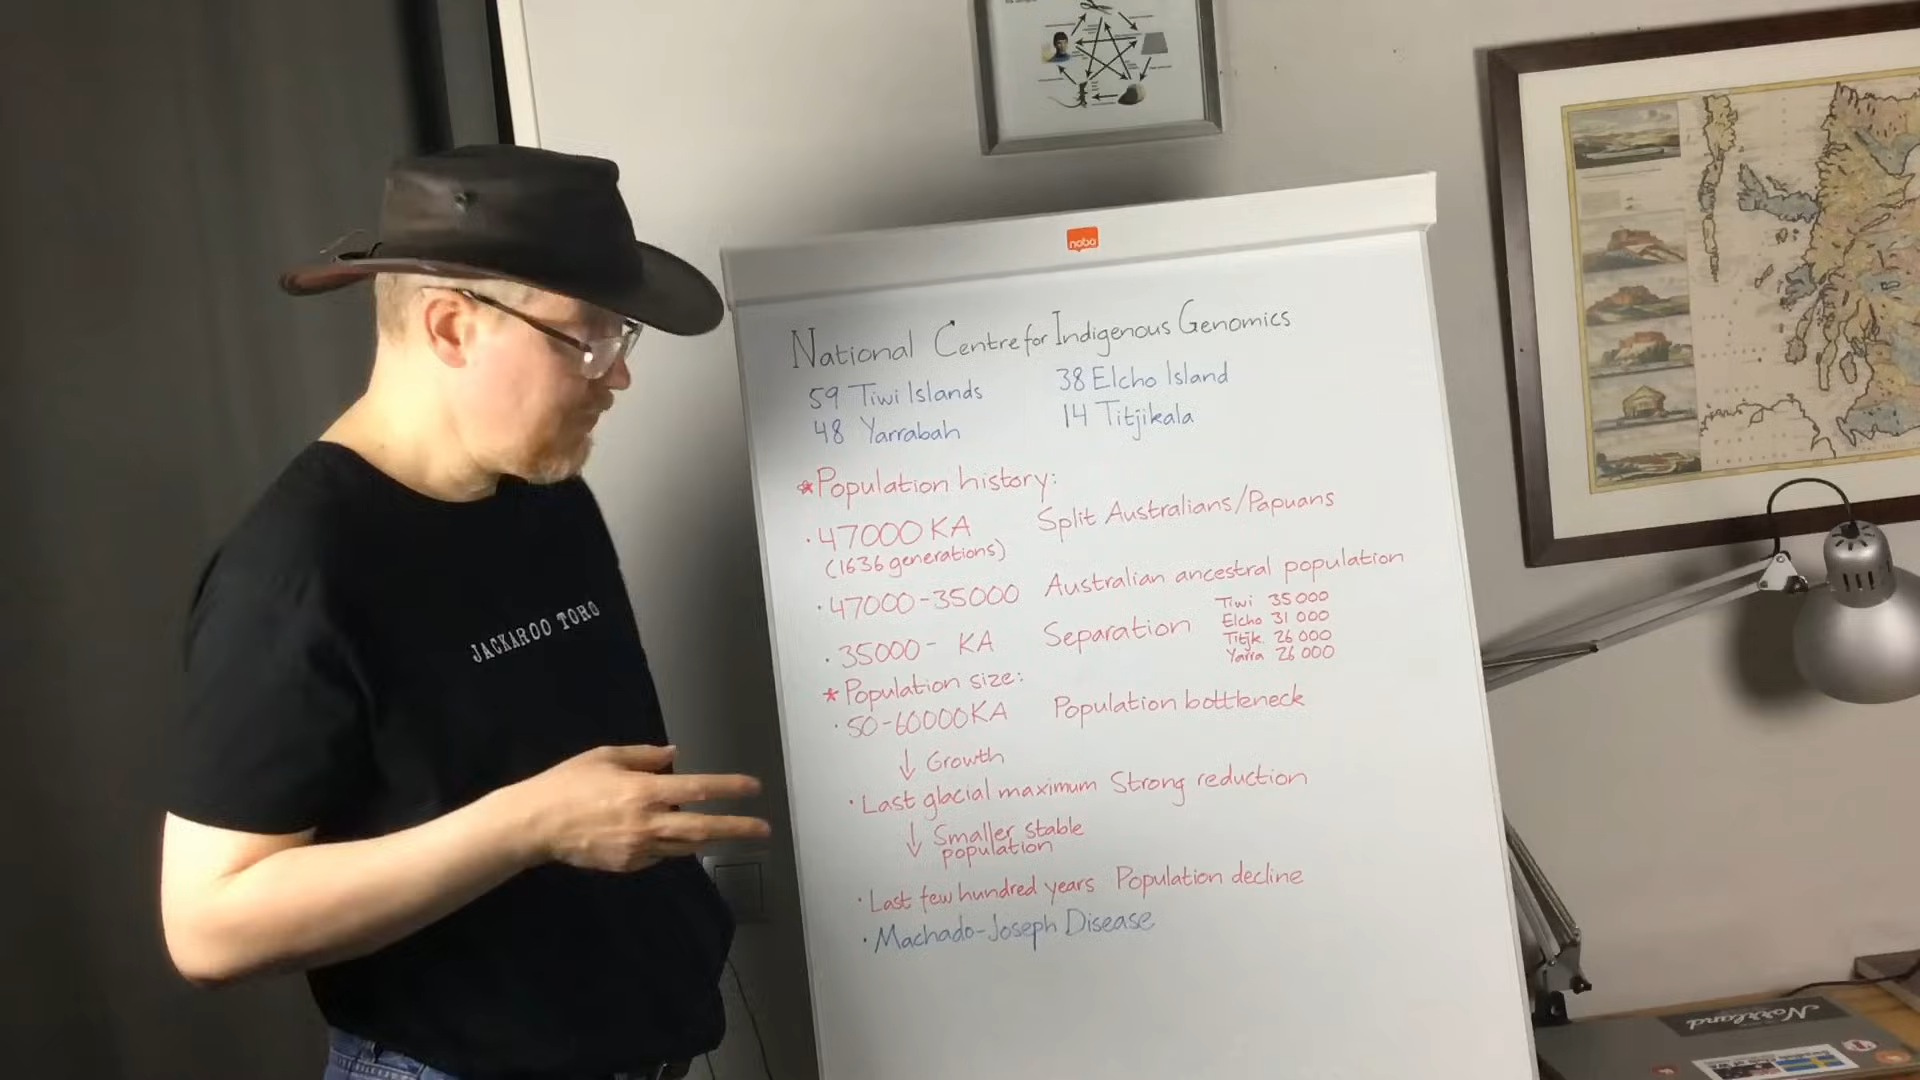 nobo
National Centre for Indigenous Genomics
59 Tiwi Islands 38 Elcho Island
48 Yarrabah 14 Titjikala
*Population history:
·47000 KA Split Australians/Papuans
(1636 generations)
·47000-35000 Australian ancestral population
·35000- KA Separation
Tiwi 35 000
Elcho 31 000
Titjk. 26 000
Yarra 26 000
*Population size:
·50-60000KA Population bottleneck
↓ Growth
·Last glacial maximum Strong reduction
↓ Smaller stable
population
·Last few hundred years Population decline
·Machado-Joseph Disease
JACKAROO TORO
Norrland